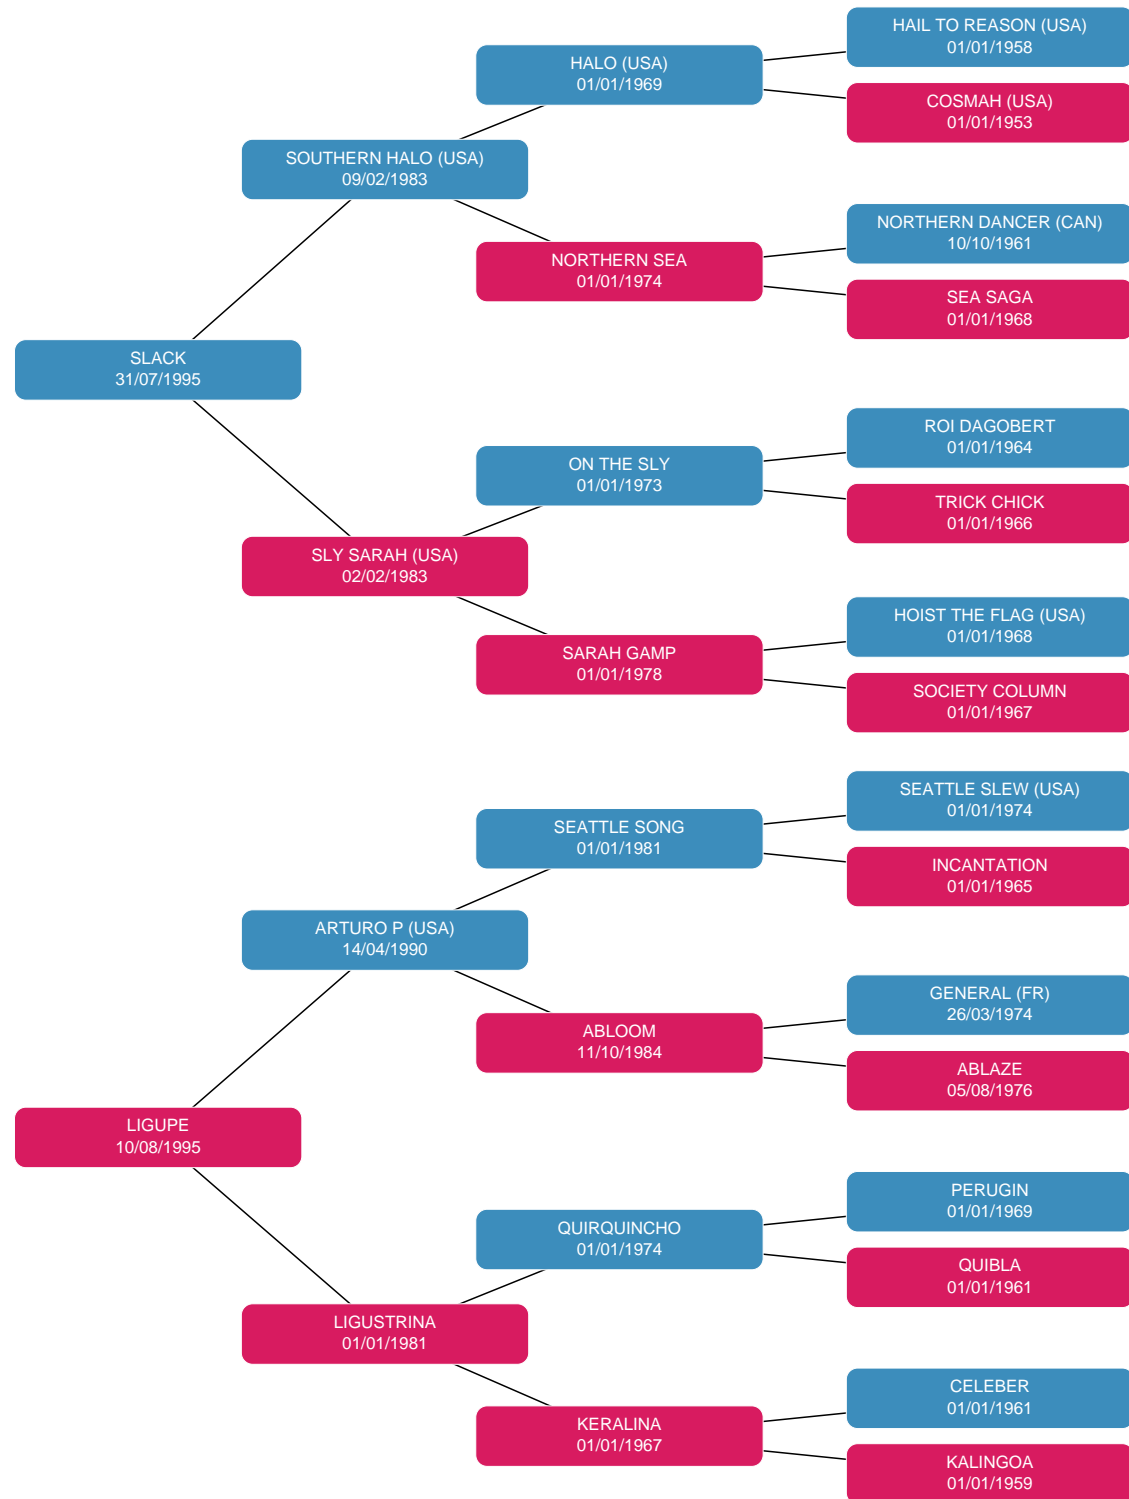 HAIL TO REASON (USA)
01/01/1958
HALO (USA)
01/01/1969
COSMAH (USA)
01/01/1953
SOUTHERN HALO (USA)
09/02/1983
NORTHERN DANCER (CAN)
10/10/1961
NORTHERN SEA
01/01/1974
SEA SAGA
01/01/1968
SLACK
31/07/1995
ROI DAGOBERT
01/01/1964
ON THE SLY
01/01/1973
TRICK CHICK
01/01/1966
SLY SARAH (USA)
02/02/1983
HOIST THE FLAG (USA)
01/01/1968
SARAH GAMP
01/01/1978
SOCIETY COLUMN
01/01/1967
SEATTLE SLEW (USA)
01/01/1974
SEATTLE SONG
01/01/1981
INCANTATION
01/01/1965
ARTURO P (USA)
14/04/1990
GENERAL (FR)
26/03/1974
ABLOOM
11/10/1984
ABLAZE
05/08/1976
LIGUPE
10/08/1995
PERUGIN
01/01/1969
QUIRQUINCHO
01/01/1974
QUIBLA
01/01/1961
LIGUSTRINA
01/01/1981
CELEBER
01/01/1961
KERALINA
01/01/1967
KALINGOA
01/01/1959